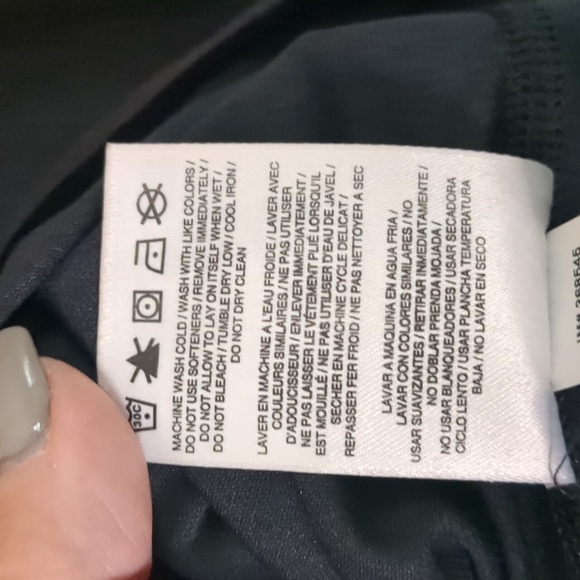 30C
MACHINE WASH COLD / WASH WITH LIKE COLORS /
DO NOT USE SOFTENERS / REMOVE IMMEDIATELY /
DO NOT ALLOW TO LAY ON ITSELF WHEN WET /
DO NOT BLEACH / TUMBLE DRY LOW / COOL IRON /
DO NOT DRY CLEAN
LAVER EN MACHINE A L'EAU FROIDE / LAVER AVEC
COULEURS SIMILAIRES / NE PAS UTILISER
D'ADOUCISSEUR / ENLEVER IMMEDIATEMENT /
NE PAS LAISSER LE VÊTEMENT PLIÉ LORSQU'IL
EST MOUILLÉ / NE PAS UTILISER D'EAU DE JAVEL /
SECHER EN MACHINE CYCLE DELICAT /
REPASSER FER FROID / NE PAS NETTOYER A SEC
LAVAR A MAQUINA EN AGUA FRIA /
LAVAR CON COLORES SIMILARES / NO
USAR SUAVIZANTES / RETIRAR INMEDIATAMENTE /
NO DOBLAR PRENDA MOJADA /
NO USAR BLANQUEADORES / USAR SECADORA
CICLO LENTO / USAR PLANCHA TEMPERATURA
BAJA / NO LAVAR EN SECO